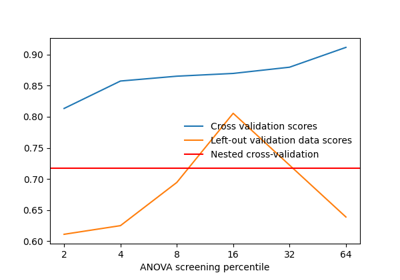 0.90
0.85
0.80
0.75
0.70
0.65
0.60
Cross validation scores
Left-out validation data scores
Nested cross-validation
2 4 8 16 32 64
ANOVA screening percentile